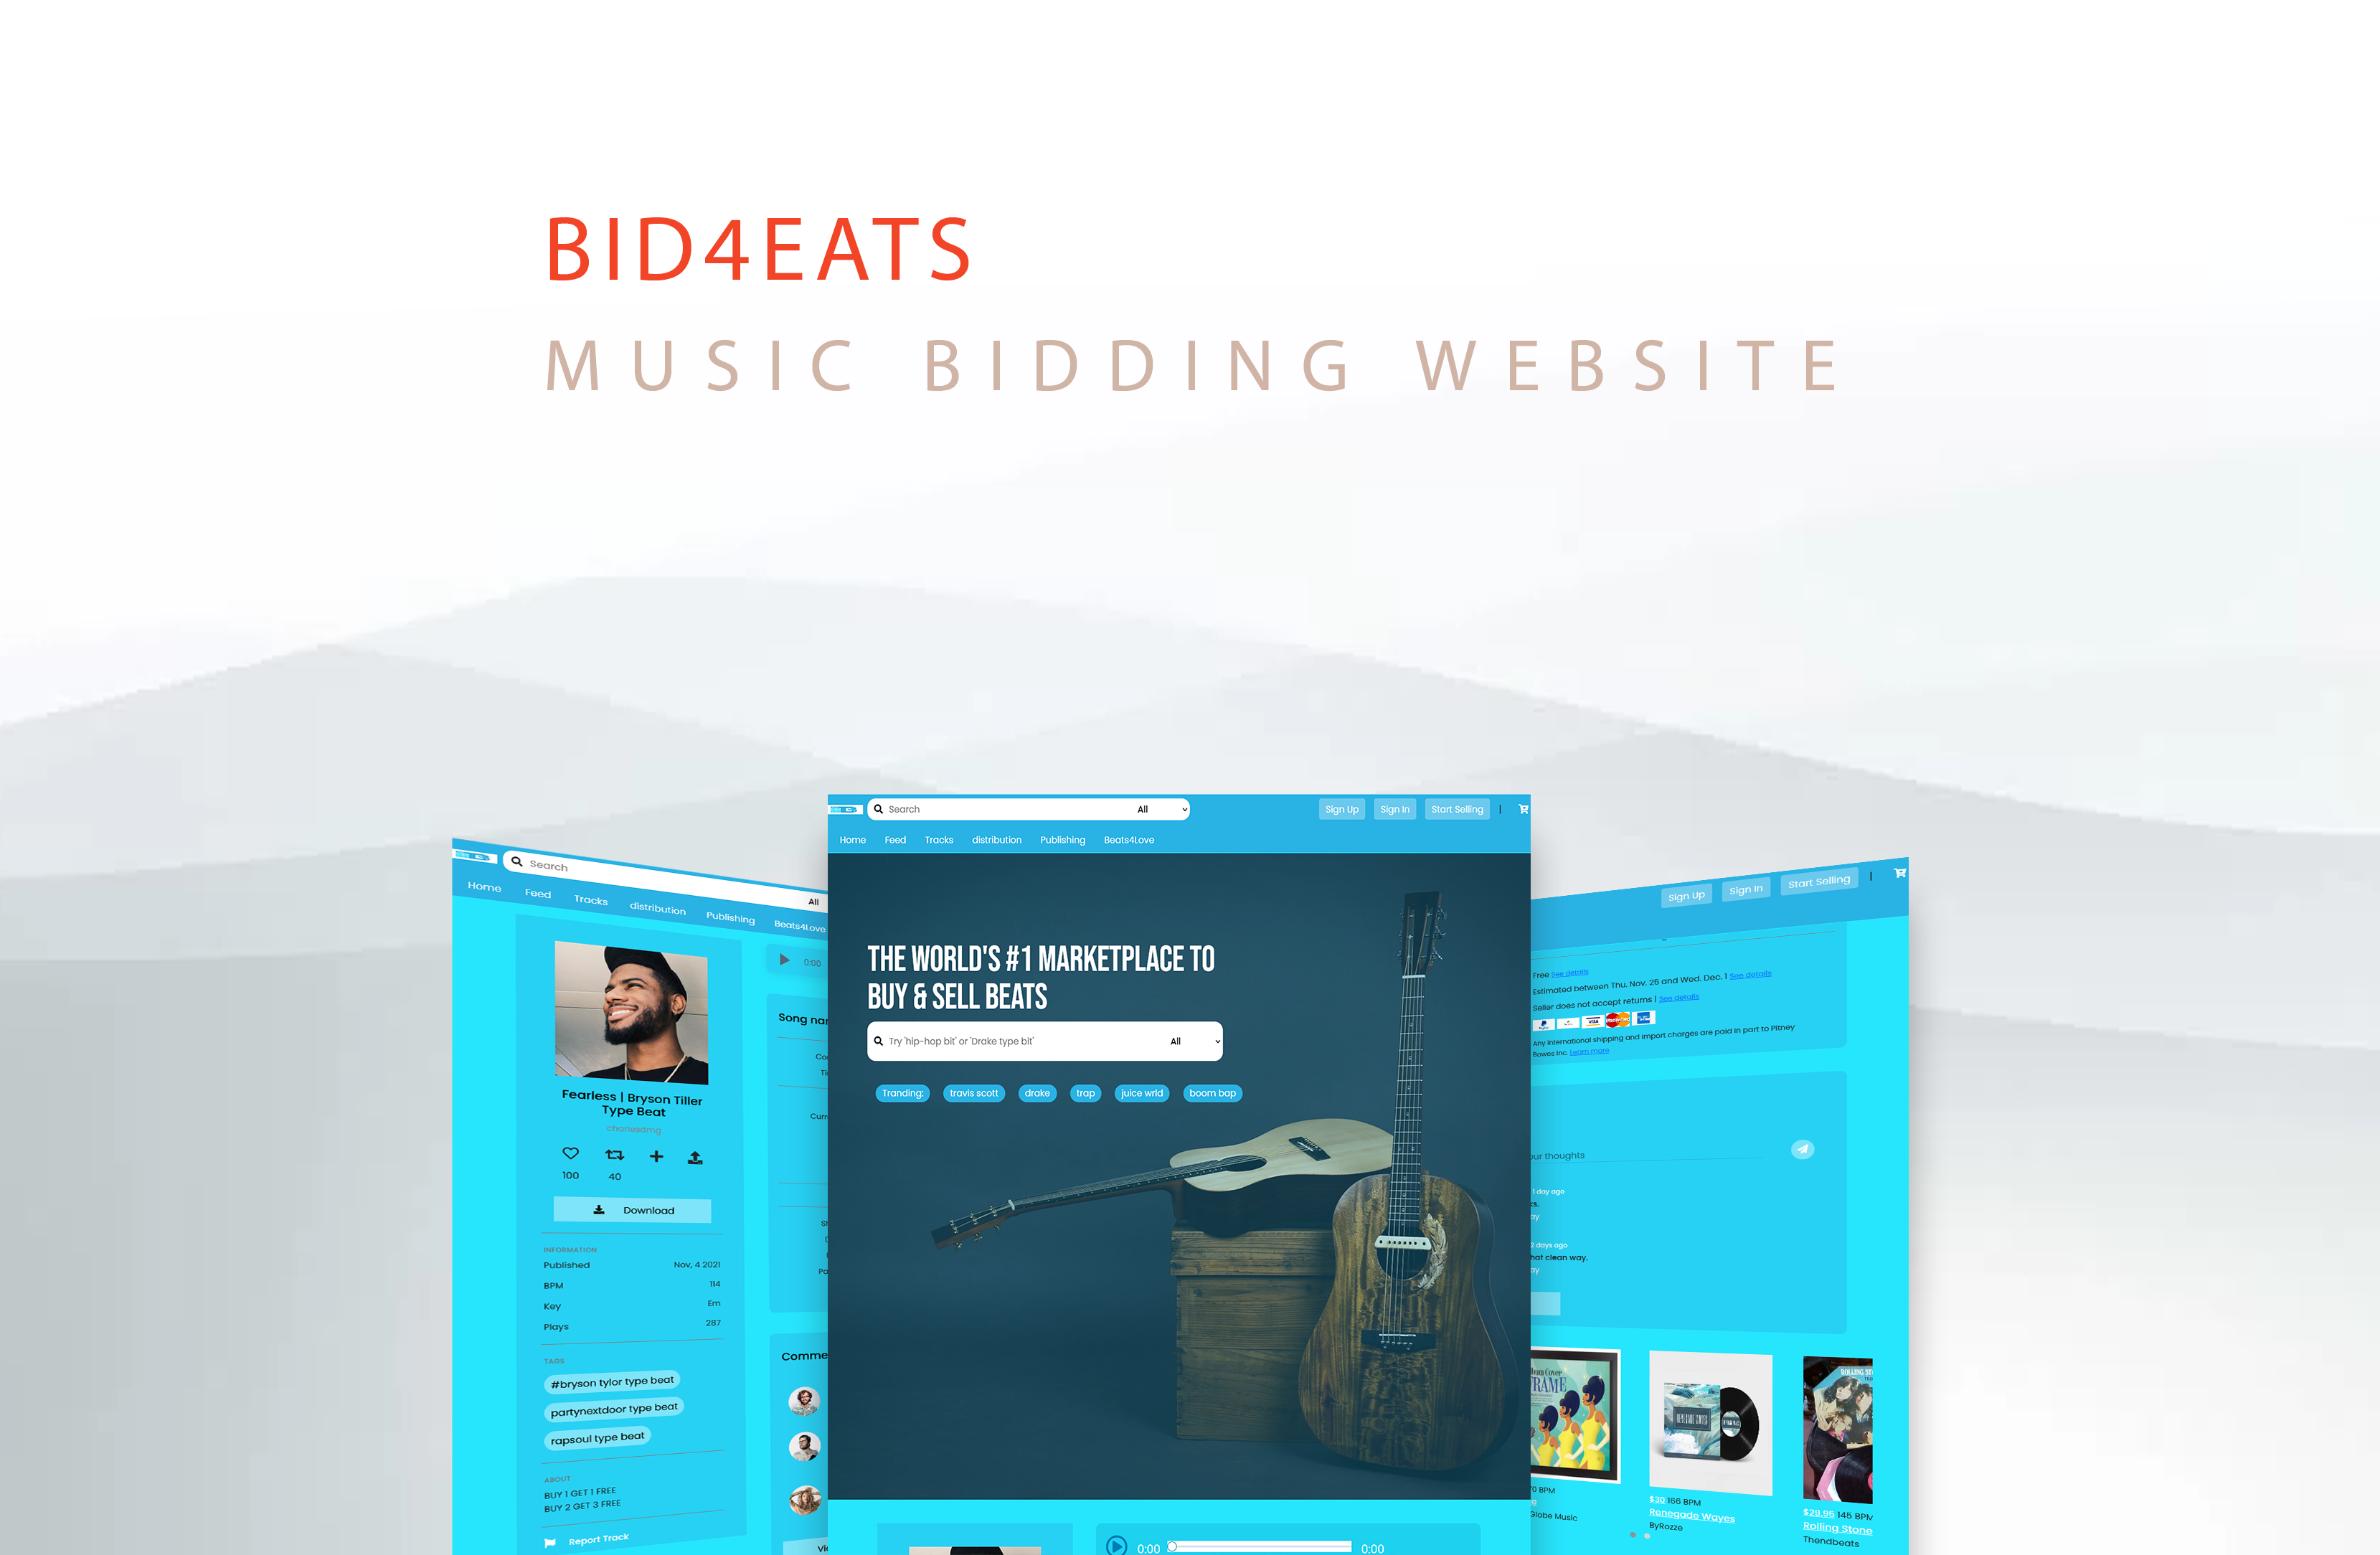 BID4EATS
MUSIC BIDDING WEBSITE
Search
All
Home Feed Tracks distribution Publishing Beats4Love
0:00
Fearless | Bryson Tiller
Type Beat
chariesdmg
100 40
Download
INFORMATION
Published Nov, 4 2021
BPM 114
Key Em
Plays 287
TAGS
#bryson tylor type beat
partynextdoor type beat
rapsoul type beat
ABOUT
BUY 1 GET 1 FREE
BUY 2 GET 3 FREE
Report Track
Song
Search All Sign Up Sign In Start Selling |
Home Feed Tracks distribution Publishing Beats4Love
THE WORLD'S #1 MARKETPLACE TO
BUY & SELL BEATS
Try 'hip-hop bit' or 'Drake type bit' All
Tranding: travis scott drake trap juice wrld boom bap
0:00 0:00
Sign Up Sign In Start Selling |
Free See details
Estimated between Thu, Nov. 25 and Wed. Dec. 1 See details
Seller does not accept returns | See details
VISA
Any international shipping and import charges are paid in part to Pitney
Bowes Inc. Learn more
thoughts
1 day ago
2 days ago
clean way.
Cover
BPM
Globe Music
RENEGADE WAYES
$30 166 BPM
Renegade Wayes
ByRozze
ROLLING
$29.95 145 BPM
Rolling Stone
Thendbeats